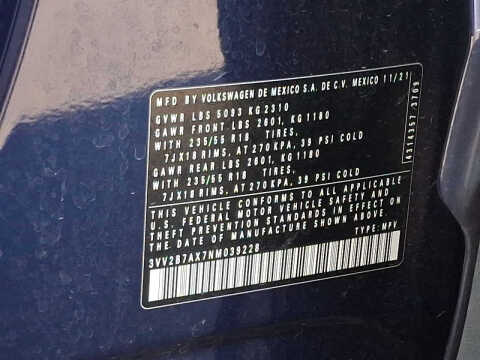 MFD BY VOLKSWAGEN DE MEXICO S.A. DE C.V. MEXICO 11/21
GVWR LBS 5093 KG 2310
GAWR FRONT LBS 2601, KG 1180
WITH 235/55 R18 TIRES,
7JX18 RIMS, AT 270 KPA, 39 PSI COLD
GAWR REAR LBS 2601, KG 1180
WITH 235/55 R18 TIRES,
7JX18 RIMS, AT 270 KPA, 39 PSI COLD
THIS VEHICLE CONFORMS TO ALL APPLICABLE
U.S. FEDERAL MOTOR VEHICLE SAFETY AND
THEFT PREVENTION STANDARDS IN EFFECT ON
THE DATE OF MANUFACTURE SHOWN ABOVE.
3VV2B7AX7NM039228 TYPE: MPV